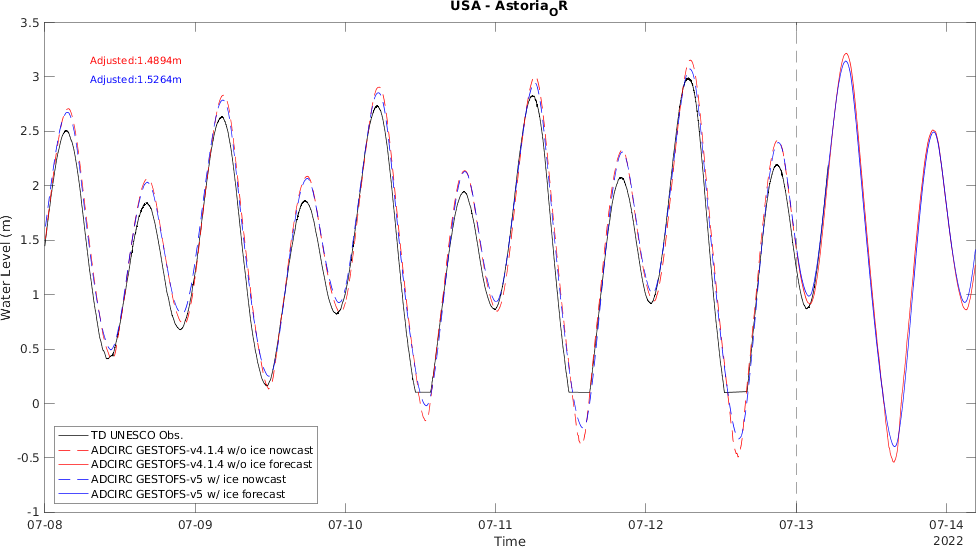 USA - Astoria_OR
3.5
3
2.5
2
1.5
1
0.5
0
-0.5
-1
Water Level (m)
Adjusted:1.4894m
Adjusted:1.5264m
TD UNESCO Obs.
ADCIRC GESTOFS-v4.1.4 w/o ice nowcast
ADCIRC GESTOFS-v4.1.4 w/o ice forecast
ADCIRC GESTOFS-v5 w/ ice nowcast
ADCIRC GESTOFS-v5 w/ ice forecast
07-08 07-09 07-10 07-11 07-12 07-13 07-14
Time
2022